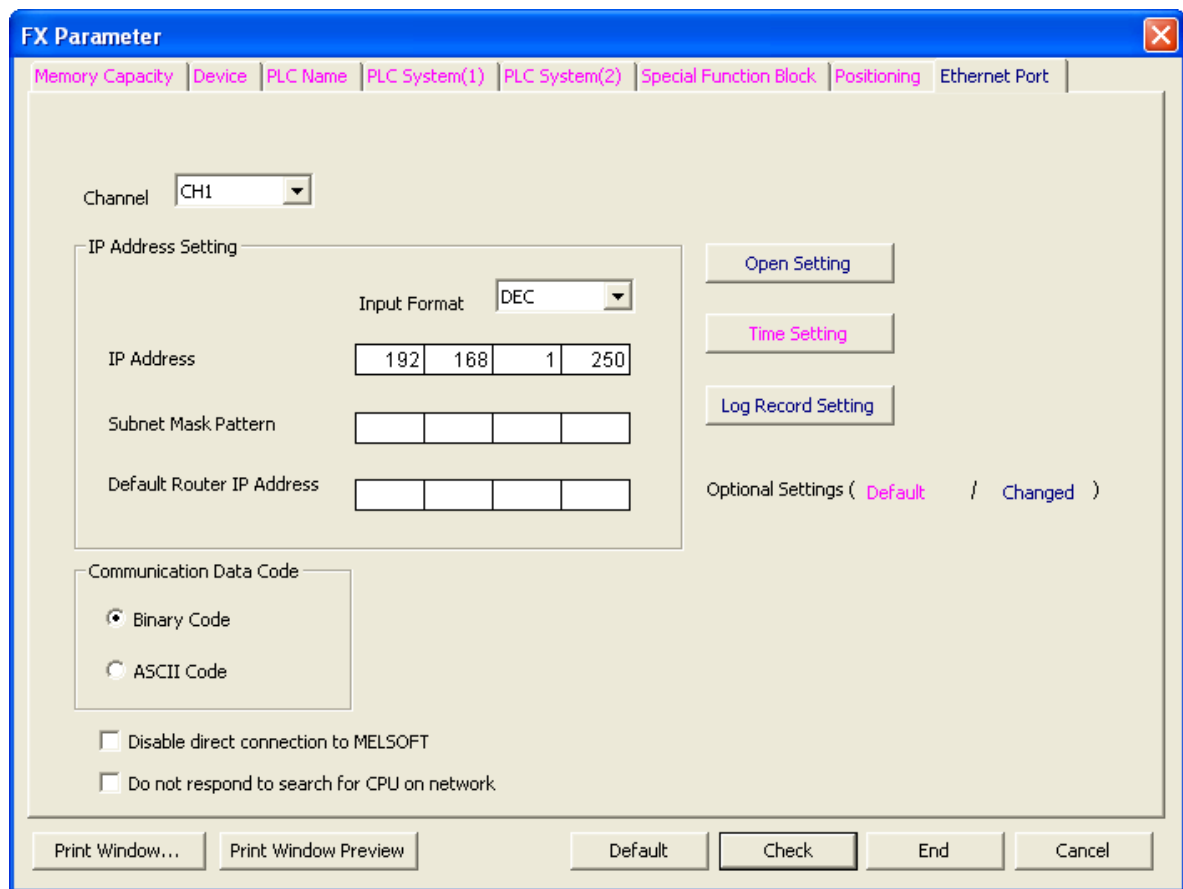 FX Parameter
Memory Capacity Device PLC Name PLC System(1) PLC System(2) Special Function Block Positioning Ethernet Port
Channel CH1
IP Address Setting
Open Setting
Input Format DEC
Time Setting
IP Address 192 168 1 250
Log Record Setting
Subnet Mask Pattern
Default Router IP Address
Optional Settings ( Default / Changed )
Communication Data Code
Binary Code
ASCII Code
Disable direct connection to MELSOFT
Do not respond to search for CPU on network
Print Window... Print Window Preview Default Check End Cancel